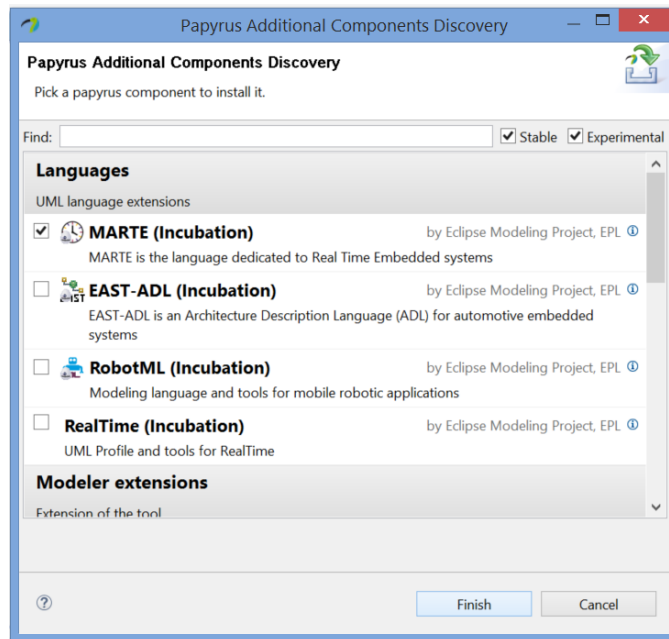 Papyrus Additional Components Discovery
Papyrus Additional Components Discovery
Pick a papyrus component to install it.
Find:
Stable
Experimental
Languages
UML language extensions
MARTE (Incubation)
by Eclipse Modeling Project, EPL
MARTE is the language dedicated to Real Time Embedded systems
EAST-ADL (Incubation)
by Eclipse Modeling Project, EPL
EAST-ADL is an Architecture Description Language (ADL) for automotive embedded
systems
RobotML (Incubation)
by Eclipse Modeling Project, EPL
Modeling language and tools for mobile robotic applications
RealTime (Incubation)
by Eclipse Modeling Project, EPL
UML Profile and tools for RealTime
Modeler extensions
Extension of the tool
Finish
Cancel